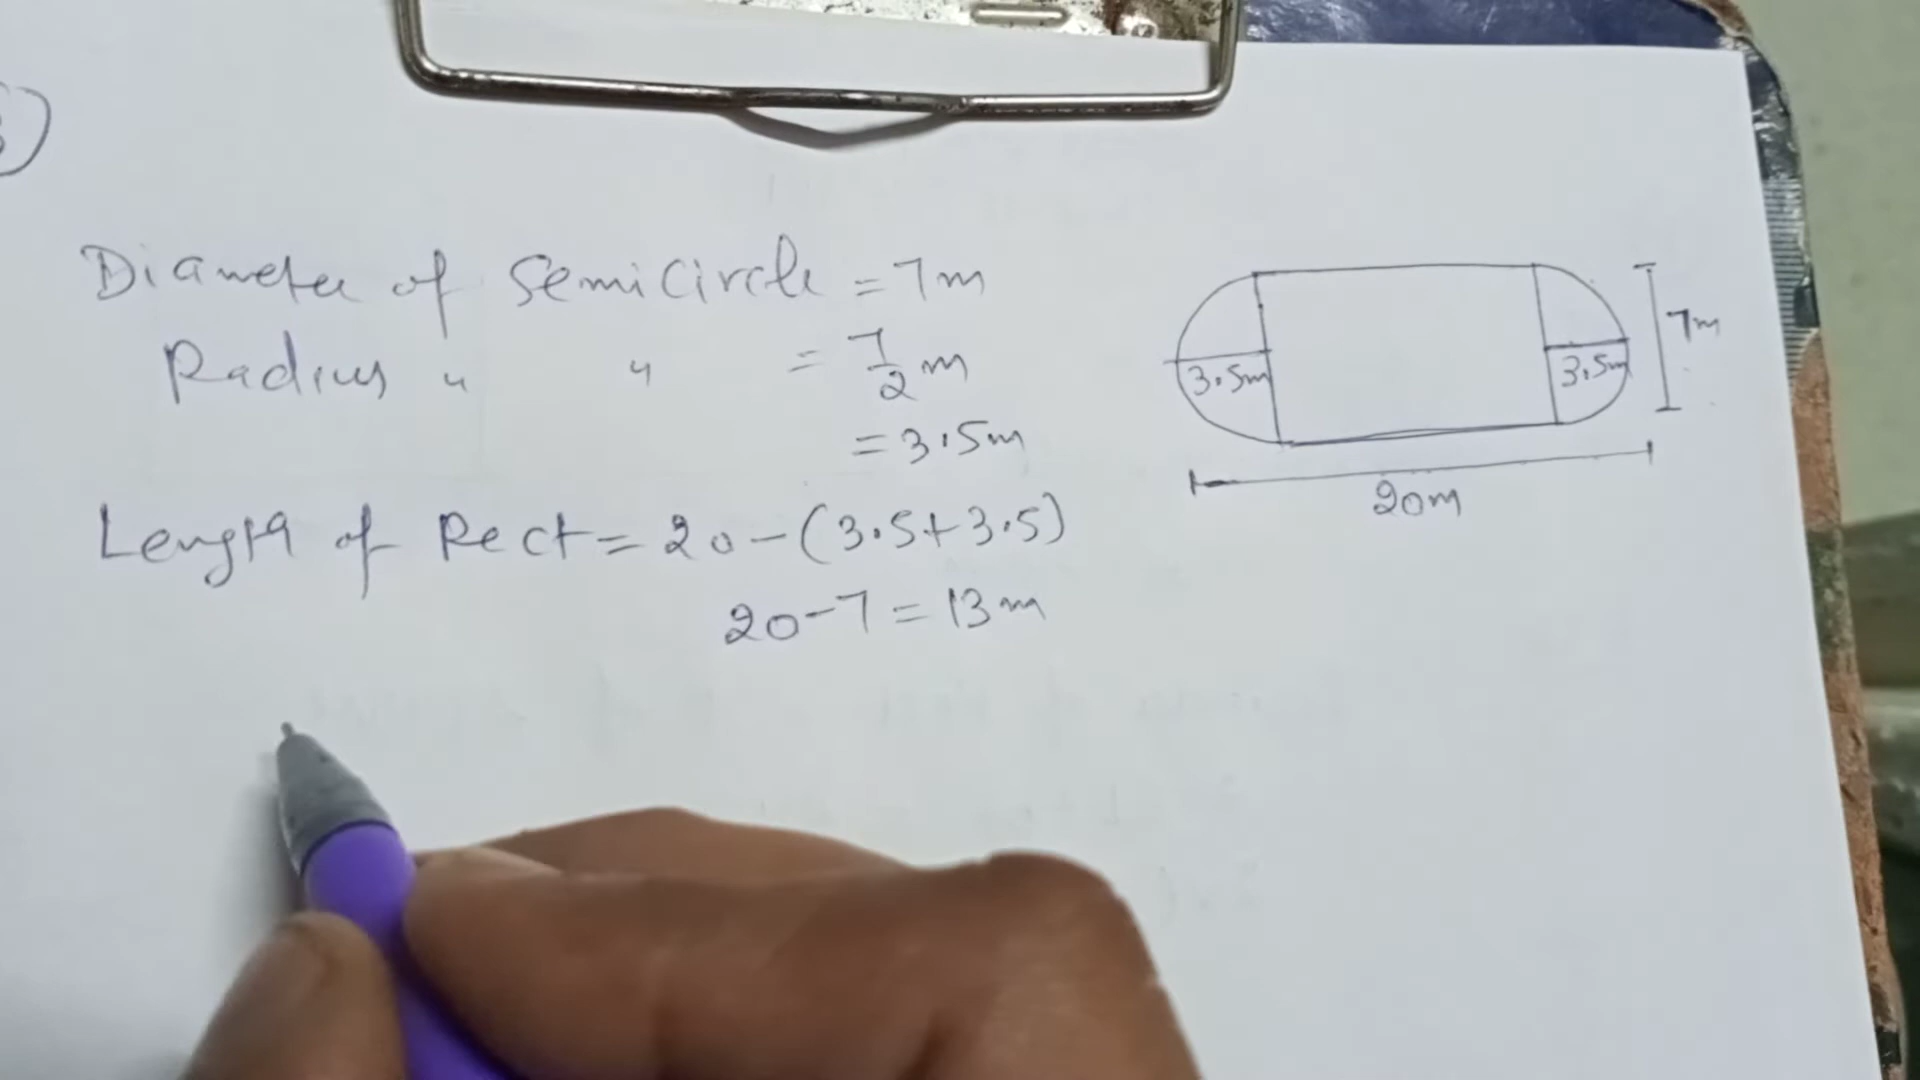 Diameter of Semicircle = 7m
Radius " " = 7/2 m
= 3.5m
Length of Rect = 20-(3.5+3.5)
20-7 = 13m
3.5m
3.5m
7m
20m